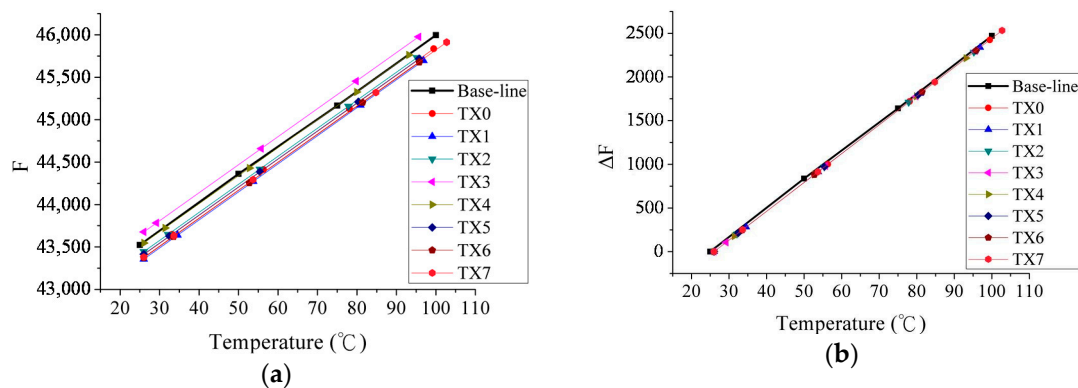 F
46,000
45,500
45,000
44,500
44,000
43,500
43,000
20 30 40 50 60 70 80 90 100 110
Temperature (℃)
Base-line
TX0
TX1
TX2
TX3
TX4
TX5
TX6
TX7
(a)
ΔF
2500
2000
1500
1000
500
0
20 30 40 50 60 70 80 90 100 110
Temperature (℃)
Base-line
TX0
TX1
TX2
TX3
TX4
TX5
TX6
TX7
(b)